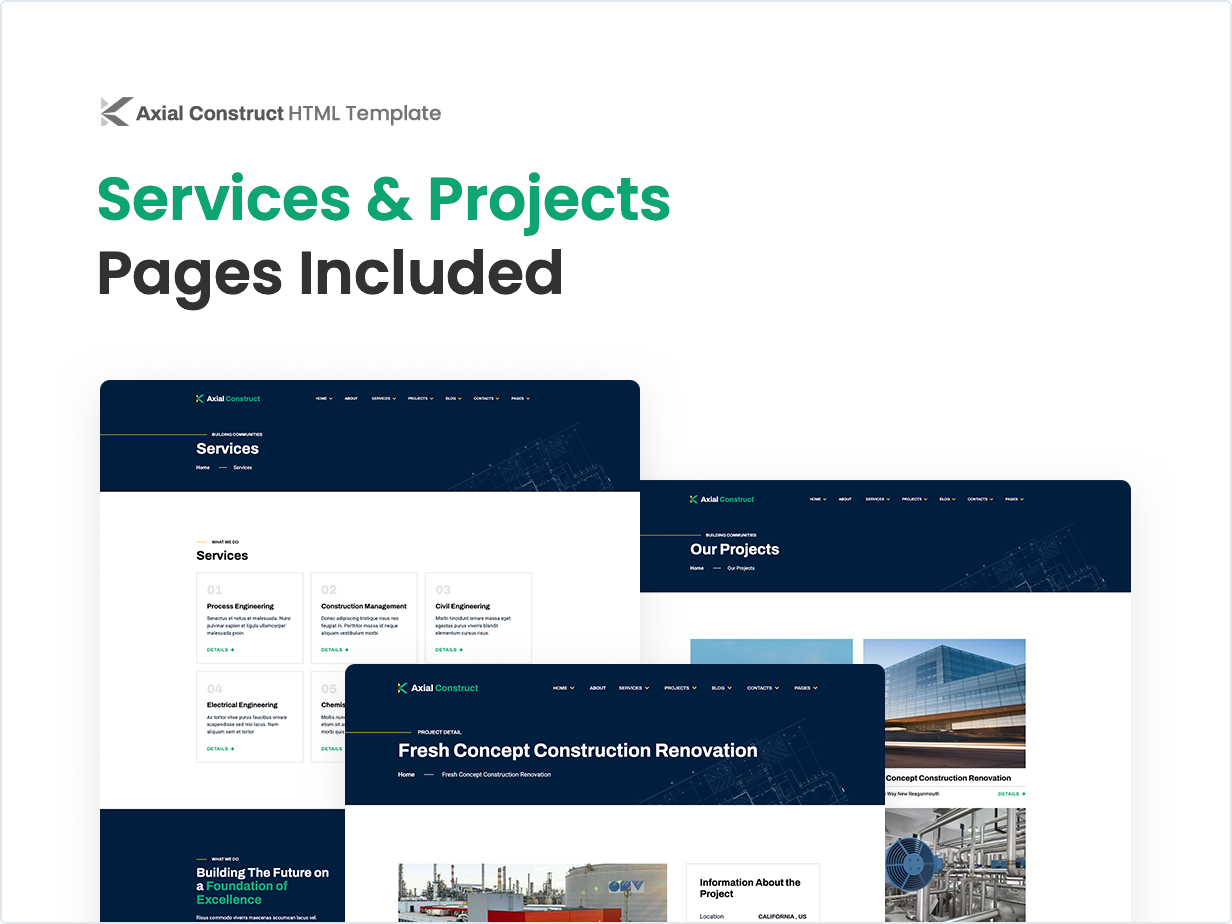 Axial Construct HTML Template
Services & Projects
Pages Included
Axial Construct
HOME ABOUT SERVICES PROJECTS BLOG CONTACTS PAGES
BUILDING COMMUNITIES
Services
Home — Services
WHAT WE DO
Services
01
Process Engineering
Senectus et netus et malesuada. Nunc
pulvinar sapien et ligula ullamcorper
malesuada proin
DETAILS
02
Construction Management
Donec adipiscing tristique risus nec
feugiat in. Porttitor massa id neque
aliquam vestibulum morbi
DETAILS
03
Civil Engineering
Morbi tincidunt ornare massa eget
egestas purus viverra blandit
elementum cursus risus.
DETAILS
04
Electrical Engineering
Ac tortor vitae purus faucibus ornare
suspendisse sed nisi lacus. Nam
aliquam sem et tortor
DETAILS
05
Chemis
Mollis nun
etiam sit a
morbi quis
DETAILS
WHAT WE DO
Building The Future on
a Foundation of
Excellence
Risus commodo viverra maecenas accumsan lacus vel.
Axial Construct
HOME ABOUT SERVICES PROJECTS BLOG CONTACTS PAGES
BUILDING COMMUNITIES
Our Projects
Home — Our Projects
Concept Construction Renovation
Way New Reaganmouth
DETAILS
Axial Construct
HOME ABOUT SERVICES PROJECTS BLOG CONTACTS PAGES
PROJECT DETAIL
Fresh Concept Construction Renovation
Home — Fresh Concept Construction Renovation
OMV
Information About the
Project
Location CALIFORNIA , US